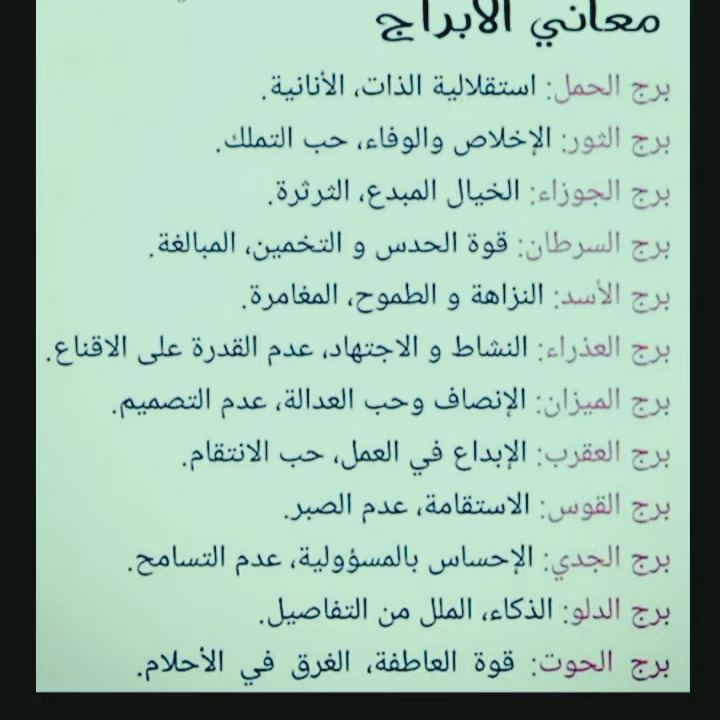 معاني الأبراج
برج الحمل: استقلالية الذات، الأنانية.
برج الثور: الإخلاص والوفاء، حب التملك.
برج الجوزاء: الخيال المبدع، الثرثرة.
برج السرطان: قوة الحدس و التخمين، المبالغة.
برج الأسد: النزاهة و الطموح، المغامرة.
برج العذراء: النشاط و الاجتهاد، عدم القدرة على الاقناع.
برج الميزان: الإنصاف وحب العدالة، عدم التصميم.
برج العقرب: الإبداع في العمل، حب الانتقام.
برج القوس: الاستقامة، عدم الصبر.
برج الجدي: الإحساس بالمسؤولية، عدم التسامح.
برج الدلو: الذكاء، الملل من التفاصيل.
برج الحوت: قوة العاطفة، الغرق في الأحلام.